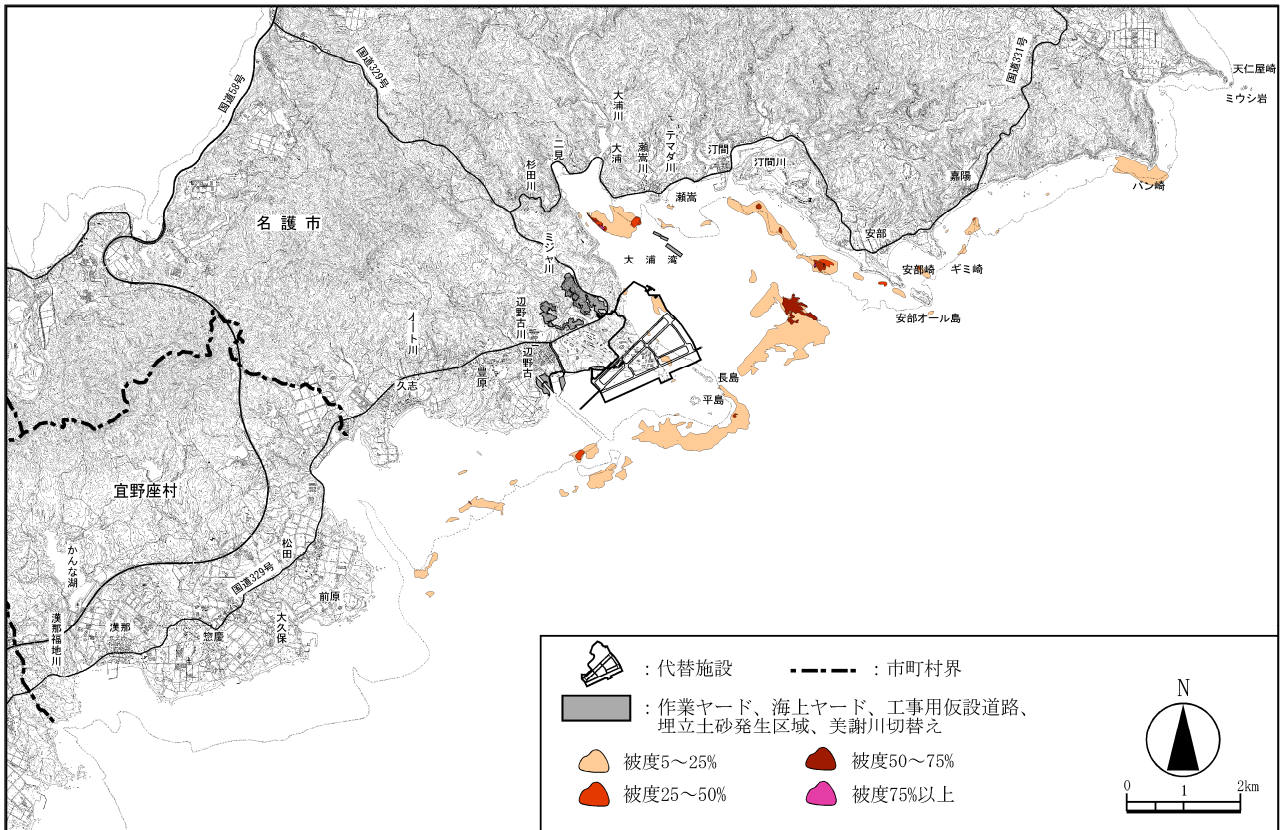 国道58号
国道329号
国道331号
天仁屋崎
ミウシ岩
大浦川
二見
大浦
瀬嵩川
テマダ川
汀間
汀間川
杉田川
嘉陽
バン崎
瀬嵩
名護市
ミジャ川
大浦湾
安部
安部崎
ギミ崎
安部オール島
辺野古川
イート川
辺野古
豊原
久志
長島
平島
宜野座村
かんな湖
松田
国道329号
前原
大久保
惣慶
漢那
漢那福地川
:代替施設
:市町村界
:作業ヤード、海上ヤード、工事用仮設道路、
埋立土砂発生区域、美謝川切替え
被度5~25%
被度50~75%
被度25~50%
被度75%以上
N
0 1 2km